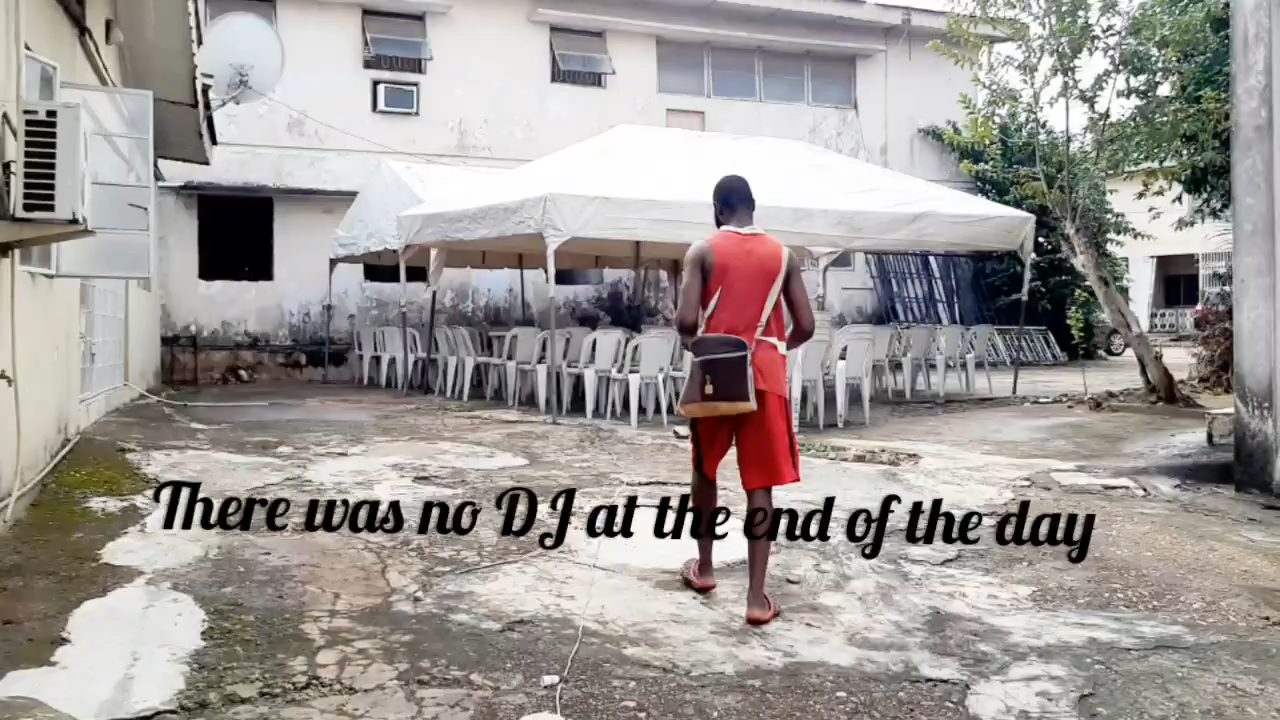 There was no DJ at the end of the day